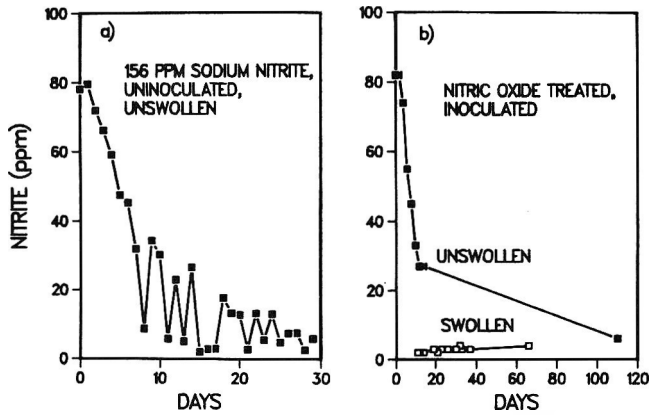 NITRITE (ppm)
100
80
60
40
20
0
a)
156 PPM SODIUM NITRITE,
UNINOCULATED,
UNSWOLLEN
0 10 20 30
DAYS
100
80
60
40
20
0
b)
NITRIC OXIDE TREATED,
INOCULATED
UNSWOLLEN
SWOLLEN
0 20 40 60 80 100 120
DAYS